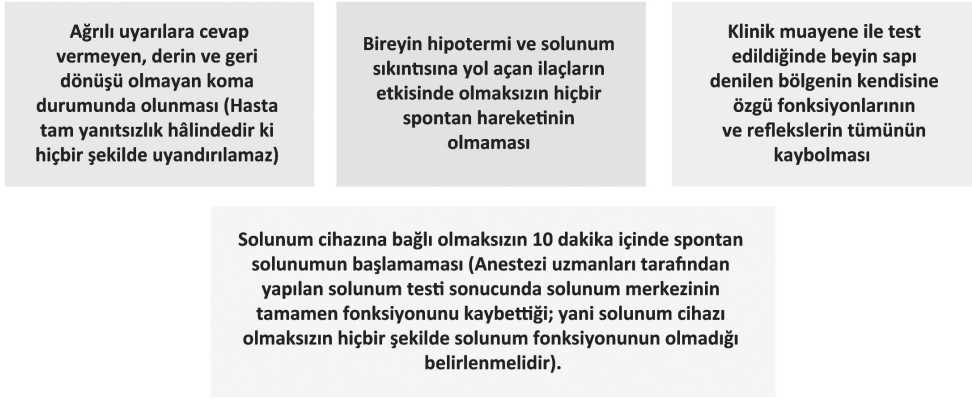 Ağrılı uyarılara cevap
vermeyen, derin ve geri
dönüşü olmayan koma
durumunda olunması (Hasta
tam yanıtsızlık hâlindedir ki
hiçbir şekilde uyandırılamaz)
Bireyin hipotermi ve solunum
sıkıntısına yol açan ilaçların
etkisinde olmaksızın hiçbir
spontan hareketinin
olmaması
Klinik muayene ile test
edildiğinde beyin sapı
denilen bölgenin kendisine
özgü fonksiyonlarının
ve reflekslerin tümünün
kaybolması
Solunum cihazına bağlı olmaksızın 10 dakika içinde spontan
solunumun başlamaması (Anestezi uzmanları tarafından
yapılan solunum testi sonucunda solunum merkezinin
tamamen fonksiyonunu kaybettiği; yani solunum cihazı
olmaksızın hiçbir şekilde solunum fonksiyonunun olmadığı
belirlenmelidir).